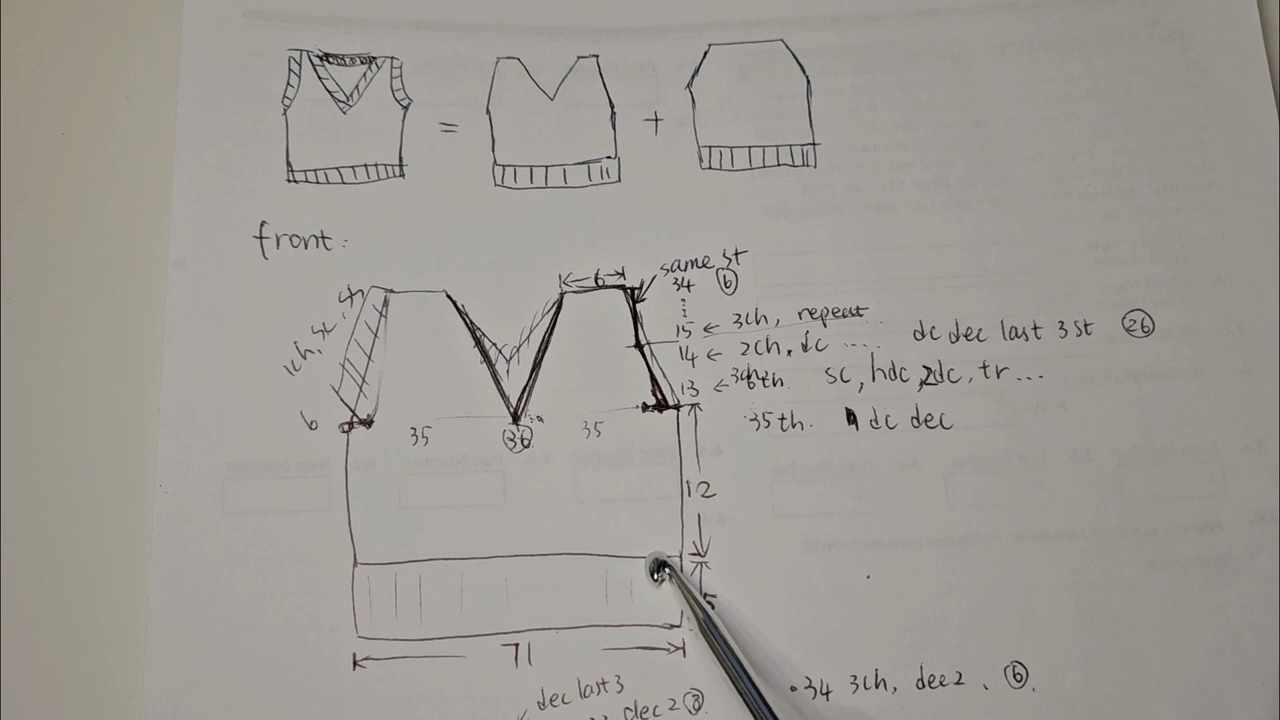 front:
same st
6
34 6
1ch, sc, st
15 ← 3ch, repeat
14 ← 2ch, dc .... dc dec last 3 st 26
13 ← sc, hdc, 2dc, tr...
6
35 36 35
35th. dc dec
12
71
dec last 3
dec 2
.34 3ch, dec2. 6.